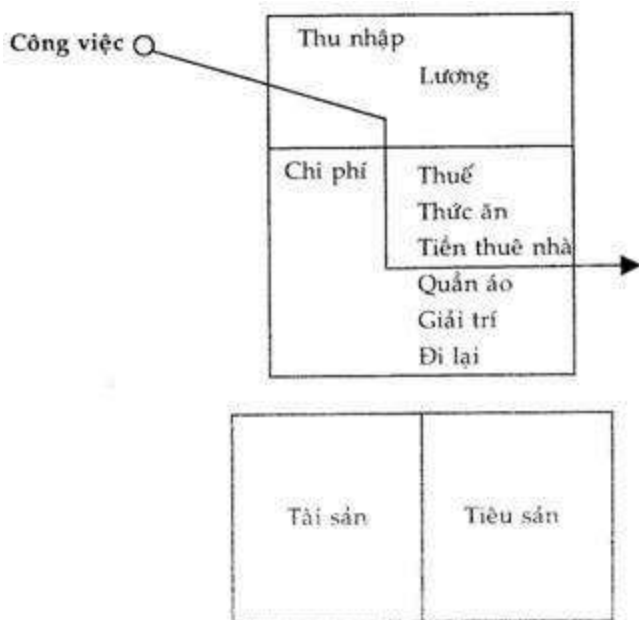 Công việc
Thu nhập
Lương
Chi phí
Thuế
Thức ăn
Tiền thuê nhà
Quần áo
Giải trí
Đi lại
Tài sản
Tiêu sản